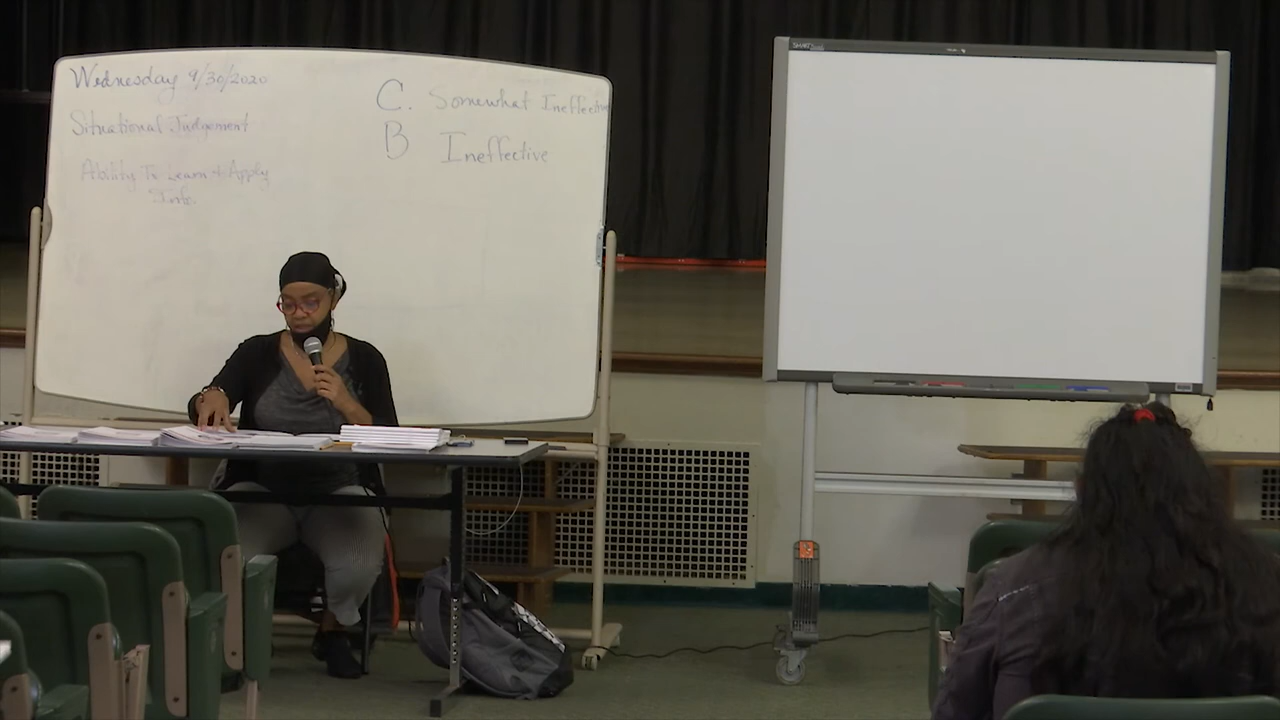 Wednesday 9/30/2020
Situational Judgement
Ability To Learn & Apply
Info.
C. Somewhat Ineffective
B Ineffective